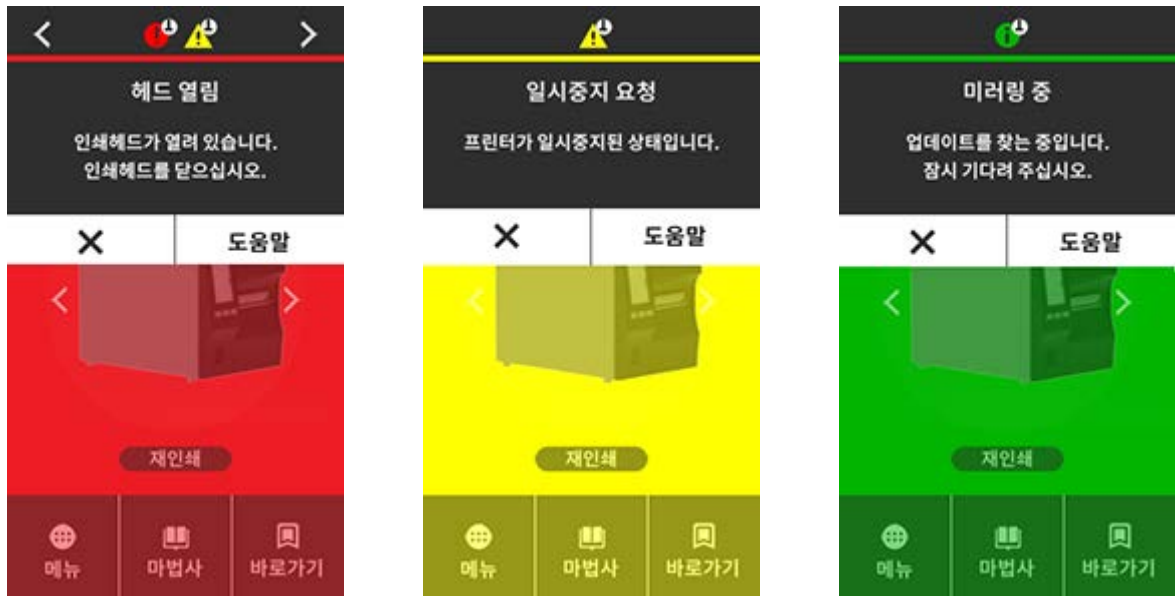 헤드 열림
인쇄헤드가 열려 있습니다.
인쇄헤드를 닫으십시오.
도움말
재인쇄
메뉴
마법사
바로가기
일시중지 요청
프린터가 일시중지된 상태입니다.
도움말
재인쇄
메뉴
마법사
바로가기
미러링 중
업데이트를 찾는 중입니다.
잠시 기다려 주십시오.
도움말
재인쇄
메뉴
마법사
바로가기